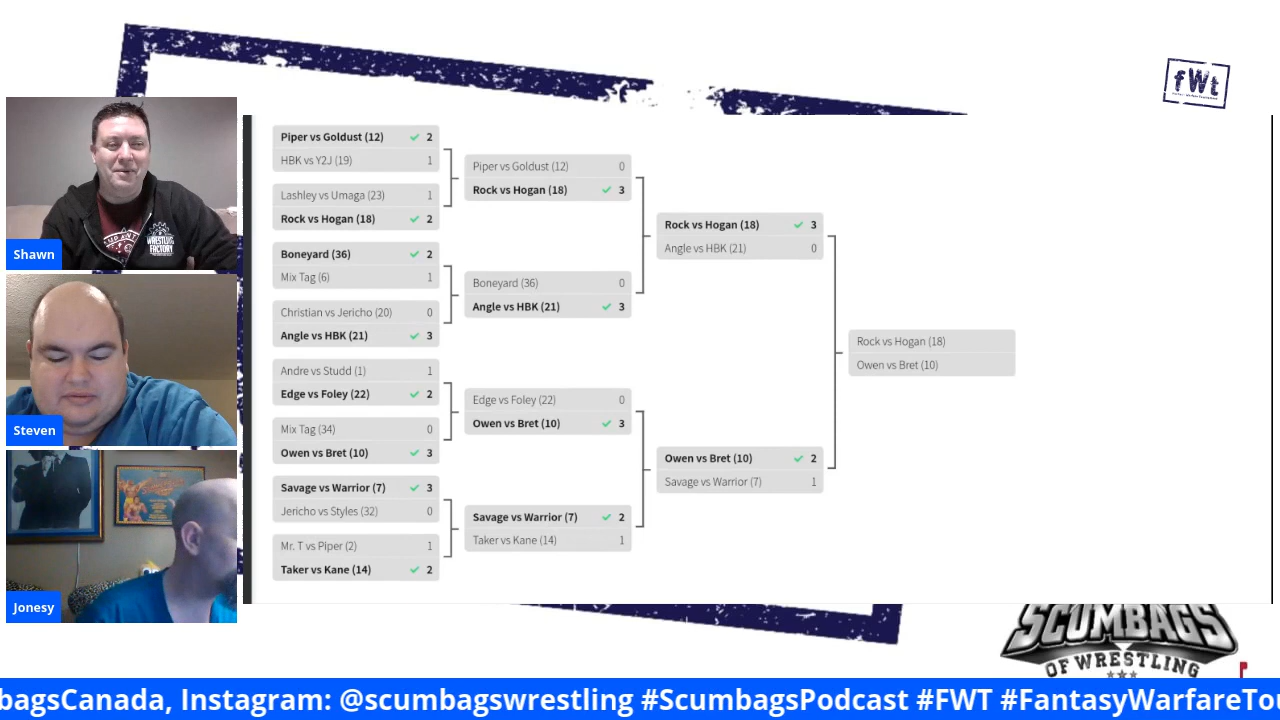 fWt
Shawn
Steven
Jonesy
WRESTLING
FACTORY
Piper vs Goldust (12) 2
HBK vs Y2J (19) 1
Lashley vs Umaga (23) 1
Rock vs Hogan (18) 2
Boneyard (36) 2
Mix Tag (6) 1
Christian vs Jericho (20) 0
Angle vs HBK (21) 3
Andre vs Studd (1) 1
Edge vs Foley (22) 2
Mix Tag (34) 0
Owen vs Bret (10) 3
Savage vs Warrior (7) 3
Jericho vs Styles (32) 0
Mr. T vs Piper (2) 1
Taker vs Kane (14) 2
Piper vs Goldust (12) 0
Rock vs Hogan (18) 3
Boneyard (36) 0
Angle vs HBK (21) 3
Edge vs Foley (22) 0
Owen vs Bret (10) 3
Savage vs Warrior (7) 2
Taker vs Kane (14) 1
Rock vs Hogan (18) 3
Angle vs HBK (21) 0
Owen vs Bret (10) 2
Savage vs Warrior (7) 1
Rock vs Hogan (18)
Owen vs Bret (10)
SCUMBAGS
OF WRESTLING
bagsCanada, Instagram: @scumbagswrestling #ScumbagsPodcast #FWT #FantasyWarfareTou